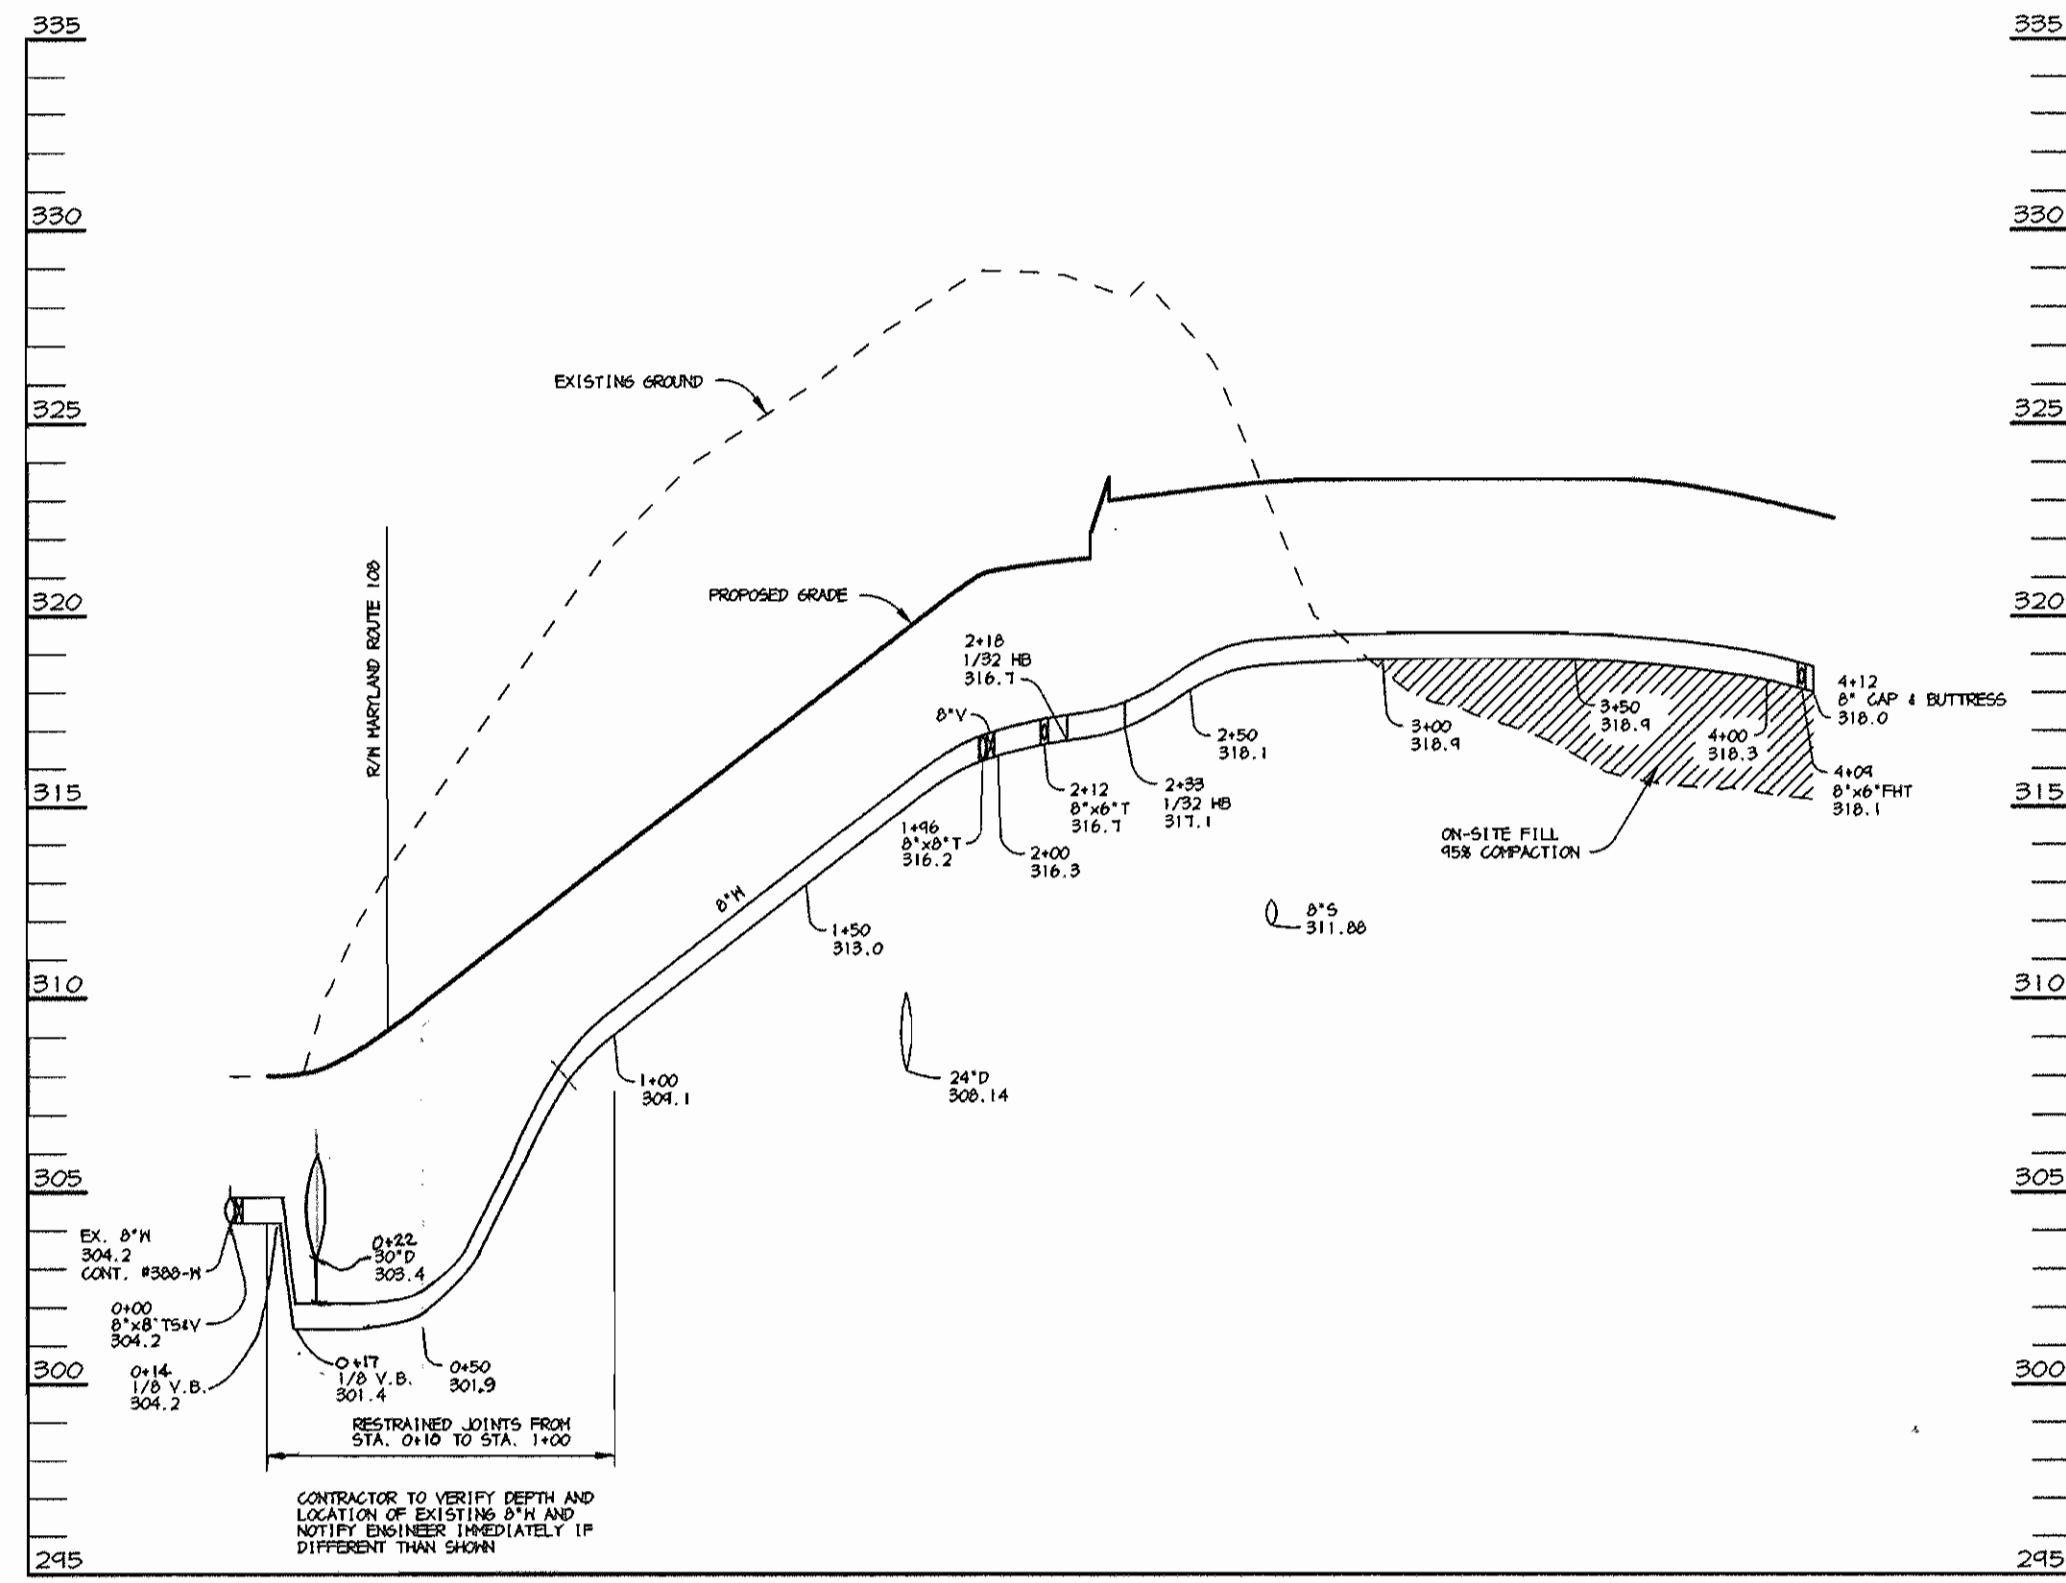 335
335
330
330
EXISTING GROUND
325
325
R/W MARYLAND ROUTE 108
PROPOSED GRADE
320
320
2+18
1/32 HB
316.7
8"V
4+12
8" CAP & BUTTRESS
318.0
3+50
318.9
3+00
318.9
4+00
318.3
2+50
318.1
4+09
8"x6"FHT
318.1
2+12
8"x6"T
316.7
2+33
1/32 HB
317.1
315
315
1+96
8"x8"T
316.2
2+00
316.3
ON-SITE FILL
95% COMPACTION
8"W
8"S
311.88
1+50
313.0
310
310
1+00
309.1
24"D
308.14
305
305
EX. 8"W
304.2
CONT. #388-W
0+22
30"D
303.4
0+00
8"x8"TS&V
304.2
0+14
1/8 V.B.
304.2
0+17
1/8 V.B.
301.4
0+50
301.9
300
300
RESTRAINED JOINTS FROM
STA. 0+10 TO STA. 1+00
CONTRACTOR TO VERIFY DEPTH AND
LOCATION OF EXISTING 8"W AND
NOTIFY ENGINEER IMMEDIATELY IF
DIFFERENT THAN SHOWN
295
295